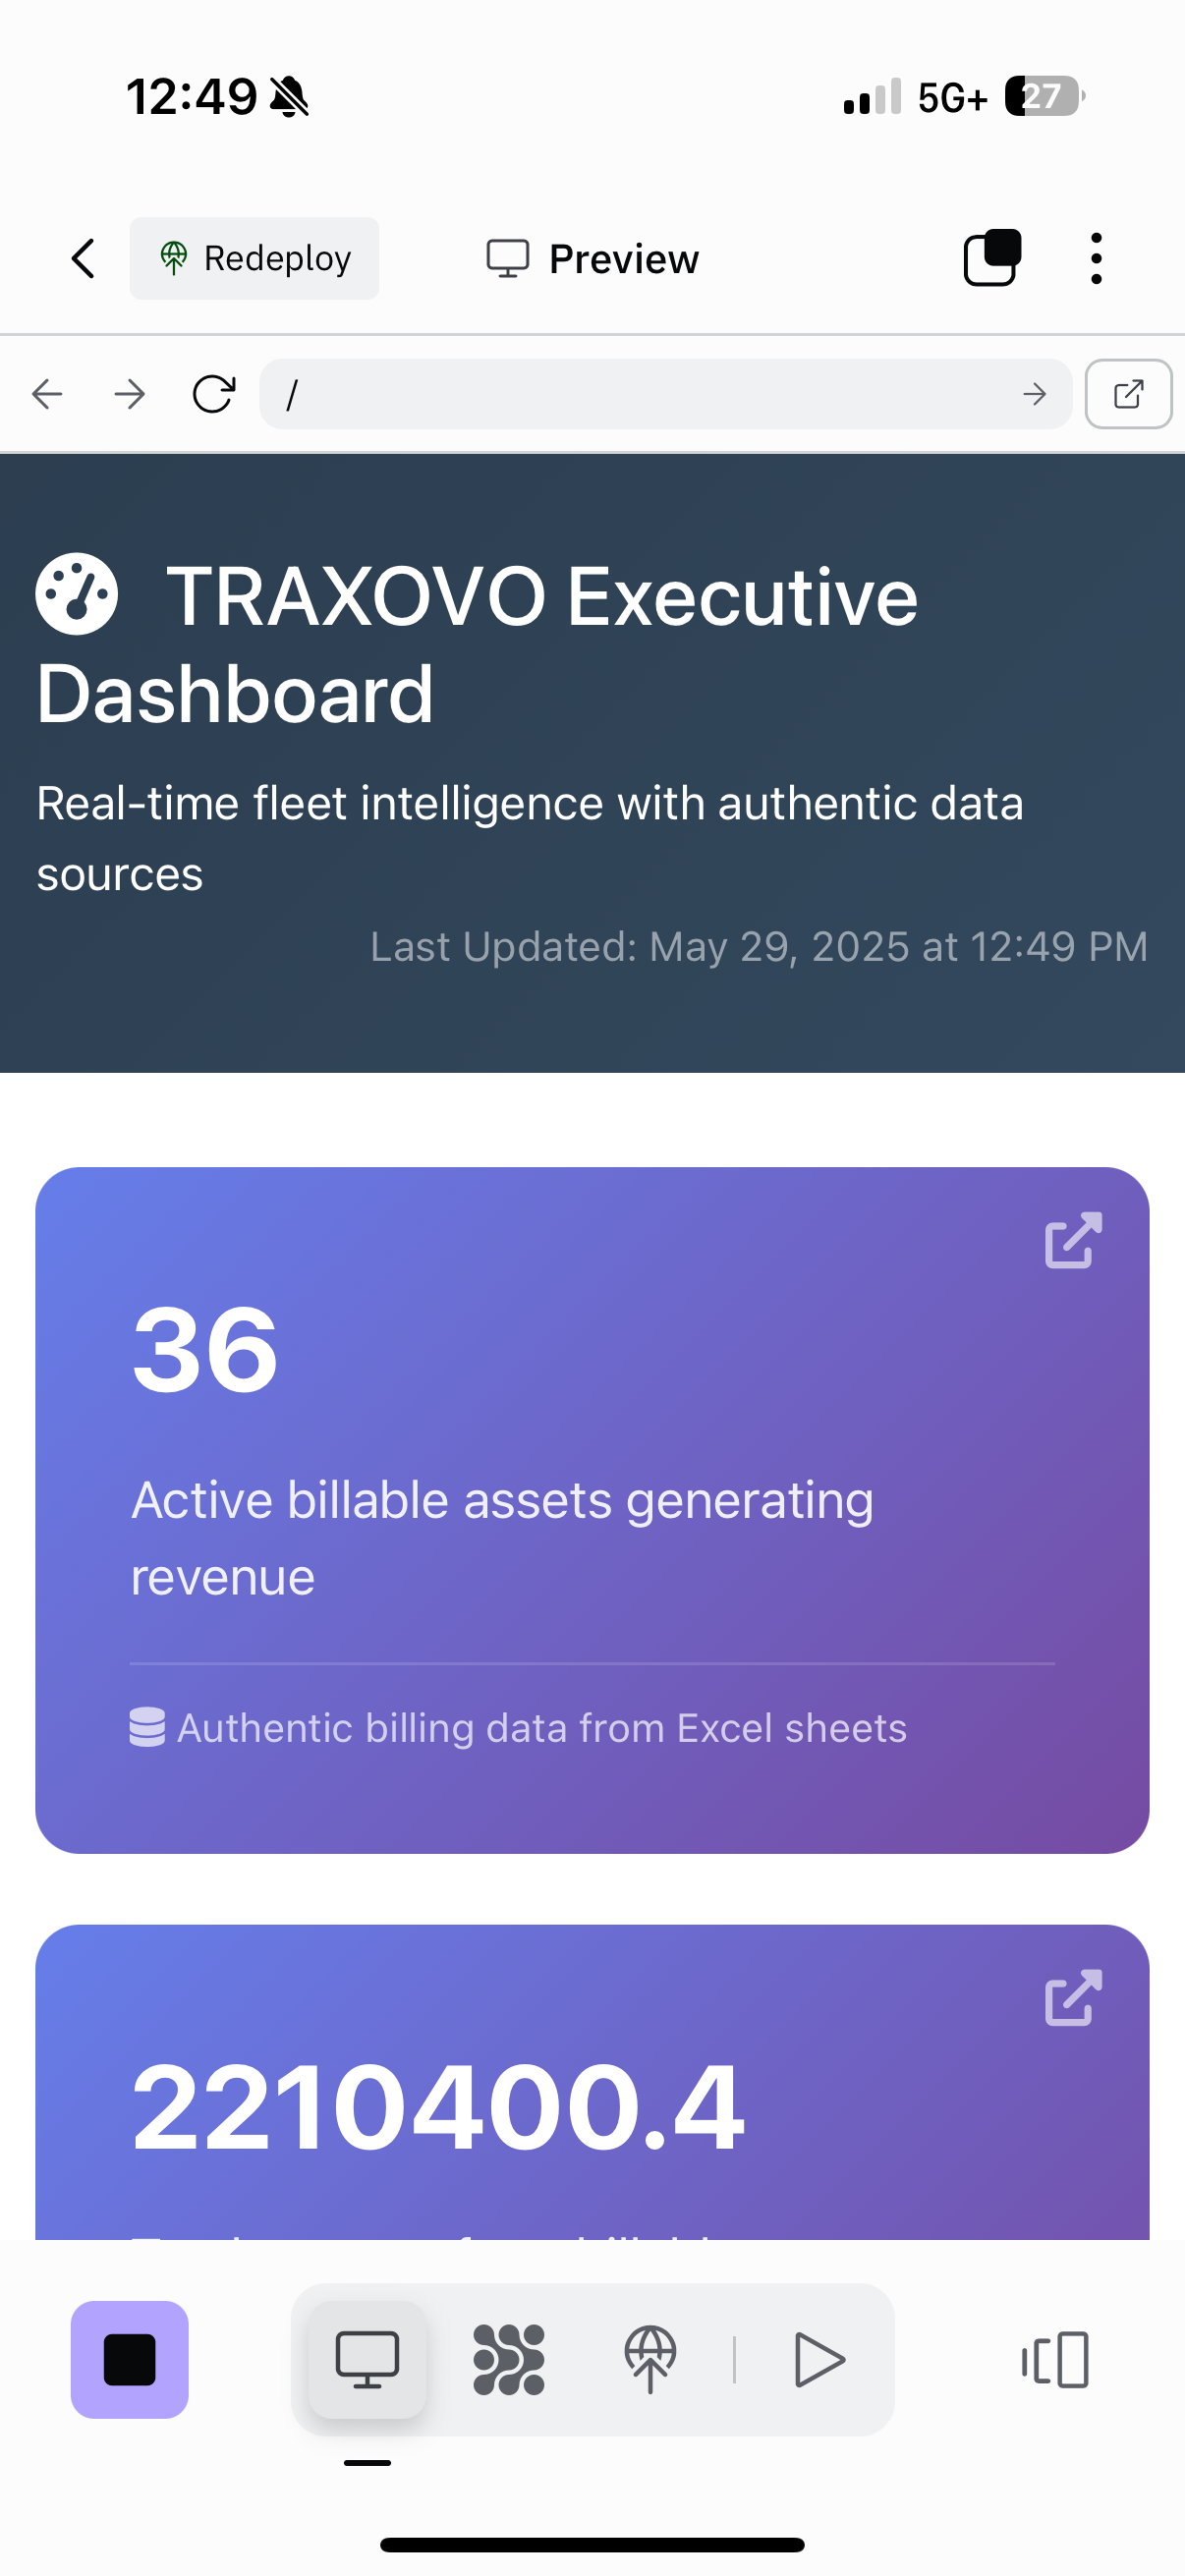 12:49
5G+ 27
Redeploy
Preview
/
TRAXOVO Executive
Dashboard
Real-time fleet intelligence with authentic data
sources
Last Updated: May 29, 2025 at 12:49 PM
36
Active billable assets generating
revenue
Authentic billing data from Excel sheets
2210400.4